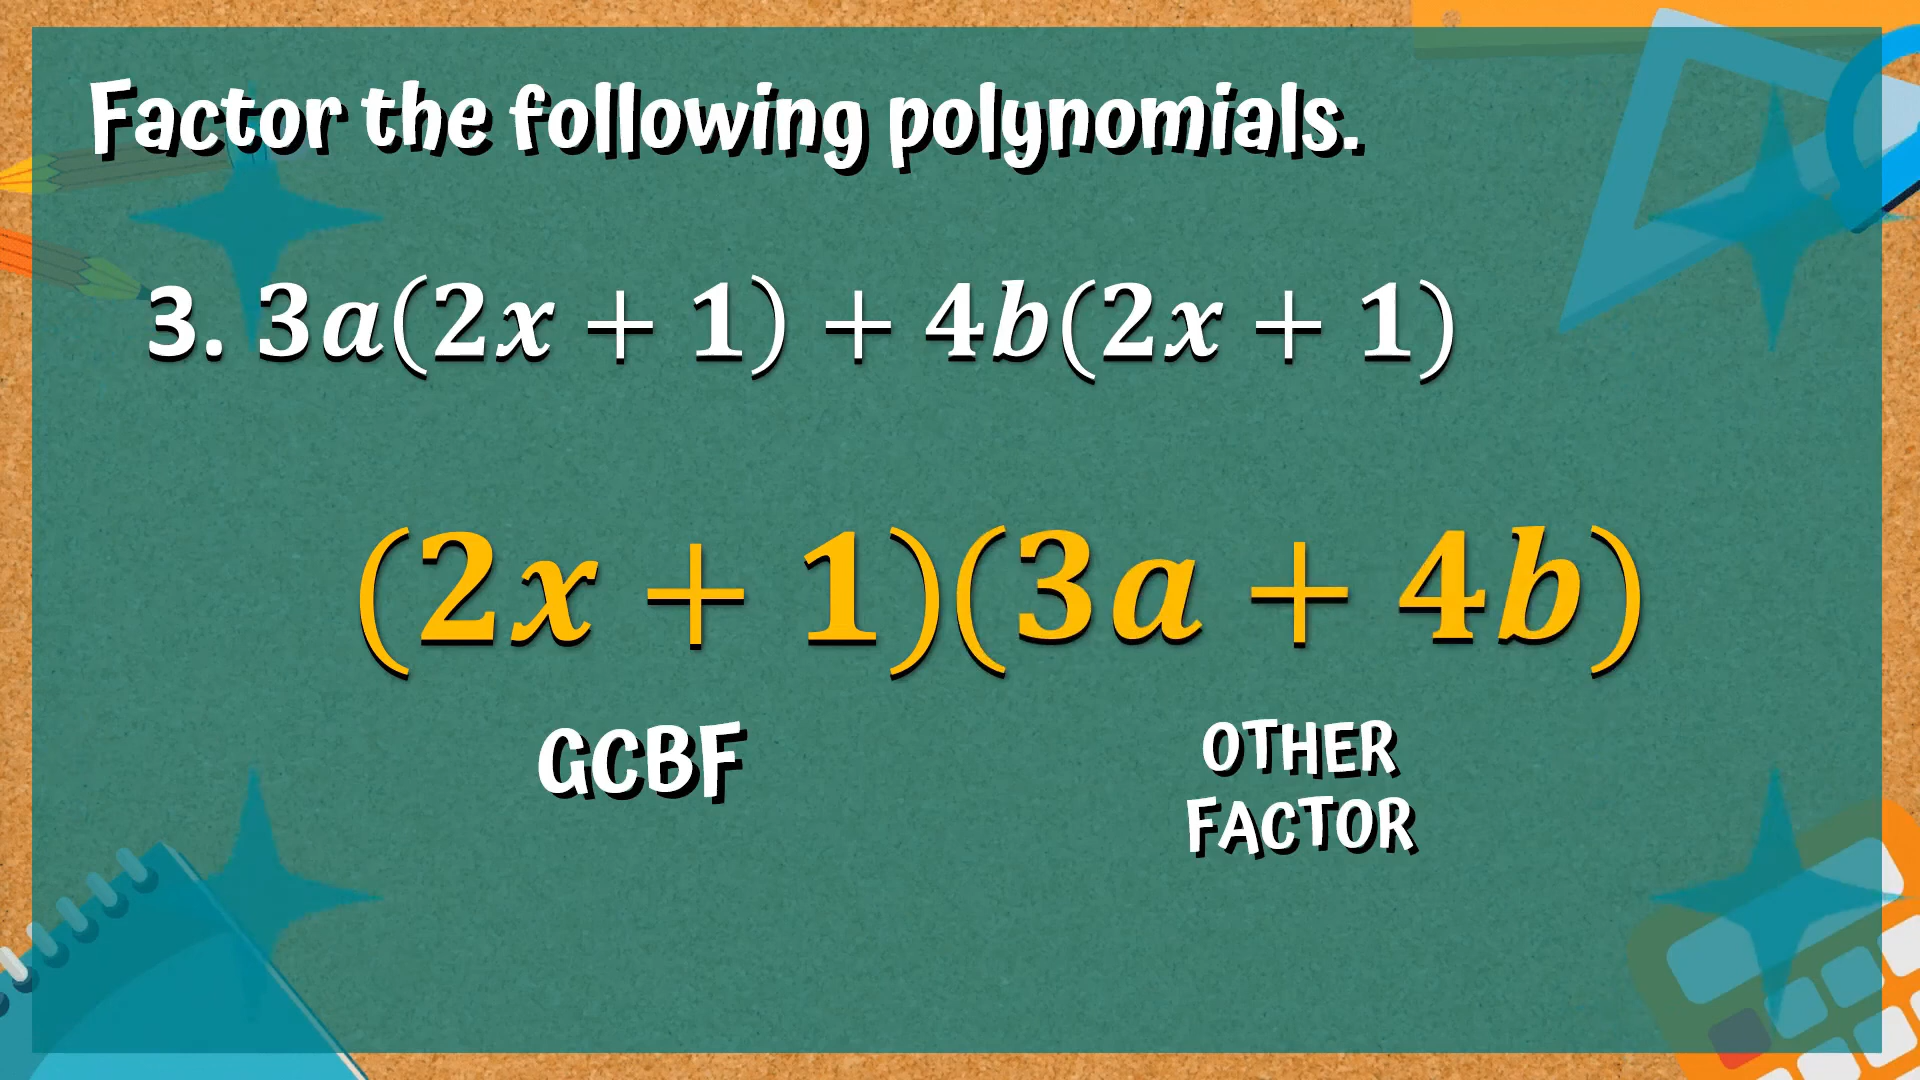 Factor the following polynomials.
3. 3a(2x + 1) + 4b(2x + 1)
(2x + 1)(3a + 4b)
GCBF
OTHER
FACTOR